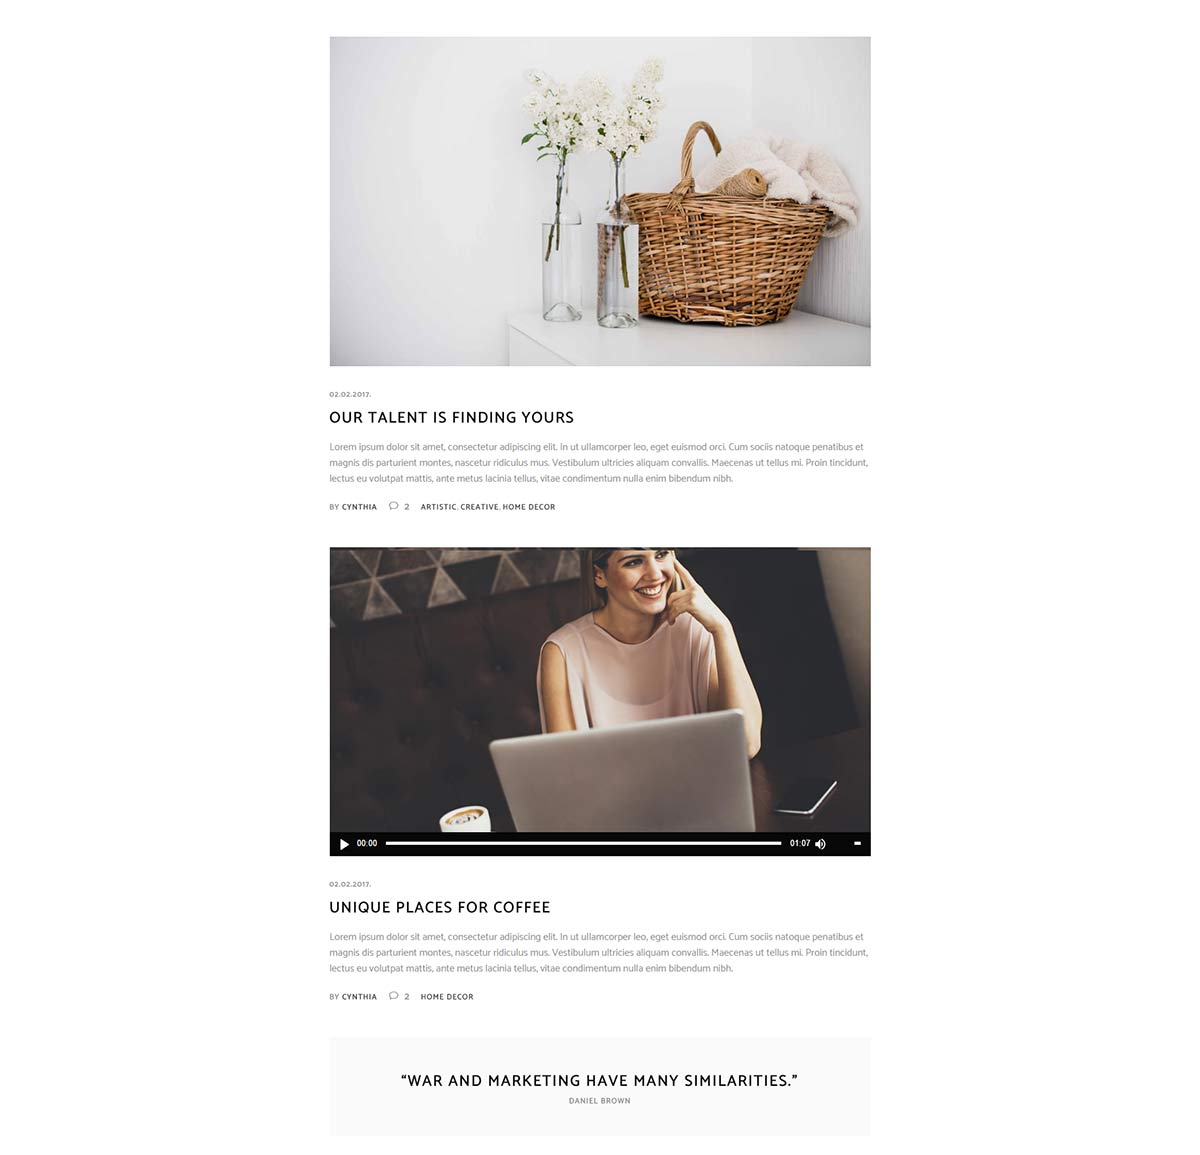 02.02.2017.
OUR TALENT IS FINDING YOURS
Lorem ipsum dolor sit amet, consectetur adipiscing elit. In ut ullamcorper leo, eget euismod orci. Cum sociis natoque penatibus et
magnis dis parturient montes, nascetur ridiculus mus. Vestibulum ultricies aliquam convallis. Maecenas ut tellus mi. Proin tincidunt,
lectus eu volutpat mattis, ante metus lacinia tellus, vitae condimentum nulla enim bibendum nibh.
BY CYNTHIA 2 ARTISTIC, CREATIVE, HOME DECOR
00:00 01:07
02.02.2017.
UNIQUE PLACES FOR COFFEE
Lorem ipsum dolor sit amet, consectetur adipiscing elit. In ut ullamcorper leo, eget euismod orci. Cum sociis natoque penatibus et
magnis dis parturient montes, nascetur ridiculus mus. Vestibulum ultricies aliquam convallis. Maecenas ut tellus mi. Proin tincidunt,
lectus eu volutpat mattis, ante metus lacinia tellus, vitae condimentum nulla enim bibendum nibh.
BY CYNTHIA 2 HOME DECOR
“WAR AND MARKETING HAVE MANY SIMILARITIES.”
DANIEL BROWN